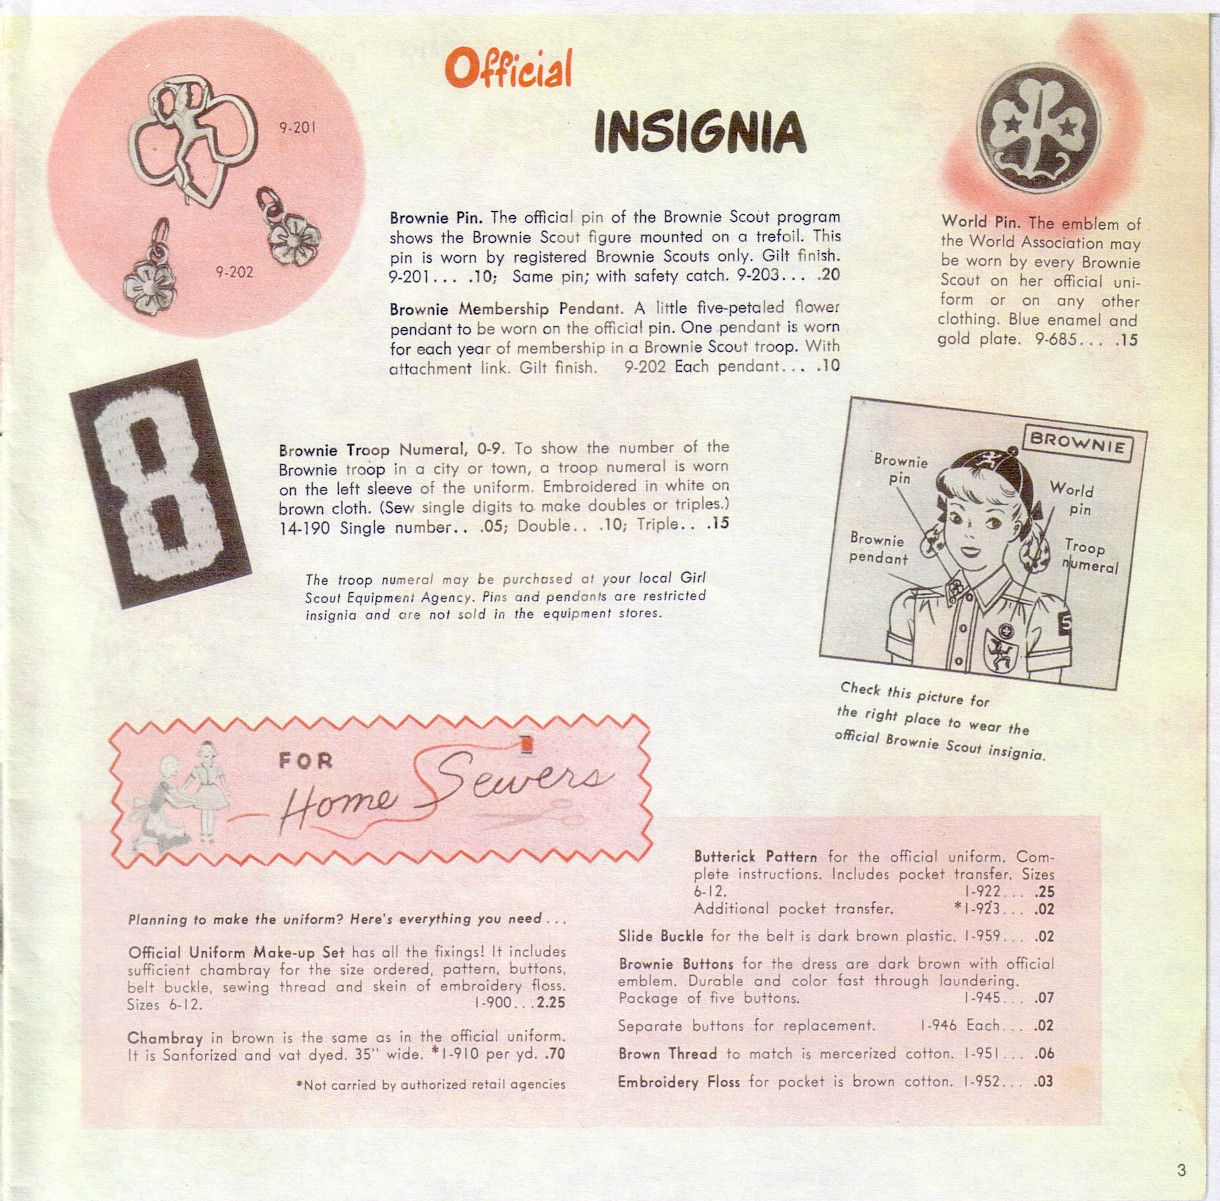 Official
INSIGNIA
9-201
9-202
Brownie Pin. The official pin of the Brownie Scout program
shows the Brownie Scout figure mounted on a trefoil. This
pin is worn by registered Brownie Scouts only. Gilt finish.
9-201... .10; Same pin; with safety catch. 9-203... .20
Brownie Membership Pendant. A little five-petaled flower
pendant to be worn on the official pin. One pendant is worn
for each year of membership in a Brownie Scout troop. With
attachment link. Gilt finish. 9-202 Each pendant... .10
World Pin. The emblem of
the World Association may
be worn by every Brownie
Scout on her official uni-
form or on any other
clothing. Blue enamel and
gold plate. 9-685... .15
8
Brownie Troop Numeral, 0-9. To show the number of the
Brownie troop in a city or town, a troop numeral is worn
on the left sleeve of the uniform. Embroidered in white on
brown cloth. (Sew single digits to make doubles or triples.)
14-190 Single number.. .05; Double.. .10; Triple.. .15
The troop numeral may be purchased at your local Girl
Scout Equipment Agency. Pins and pendants are restricted
insignia and are not sold in the equipment stores.
BROWNIE
Brownie
pin
World
pin
Brownie
pendant
Troop
numeral
5
Check this picture for
the right place to wear the
official Brownie Scout insignia.
FOR
Home Sewers
Planning to make the uniform? Here's everything you need...
Official Uniform Make-up Set has all the fixings! It includes
sufficient chambray for the size ordered, pattern, buttons,
belt buckle, sewing thread and skein of embroidery floss.
Sizes 6-12. 1-900...2.25
Chambray in brown is the same as in the official uniform.
It is Sanforized and vat dyed. 35" wide. *1-910 per yd. .70
*Not carried by authorized retail agencies
Butterick Pattern for the official uniform. Com-
plete instructions. Includes pocket transfer. Sizes
6-12. 1-922... .25
Additional pocket transfer. *1-923... .02
Slide Buckle for the belt is dark brown plastic. 1-959... .02
Brownie Buttons for the dress are dark brown with official
emblem. Durable and color fast through laundering.
Package of five buttons. 1-945... .07
Separate buttons for replacement. 1-946 Each... .02
Brown Thread to match is mercerized cotton. 1-951... .06
Embroidery Floss for pocket is brown cotton. 1-952... .03
3